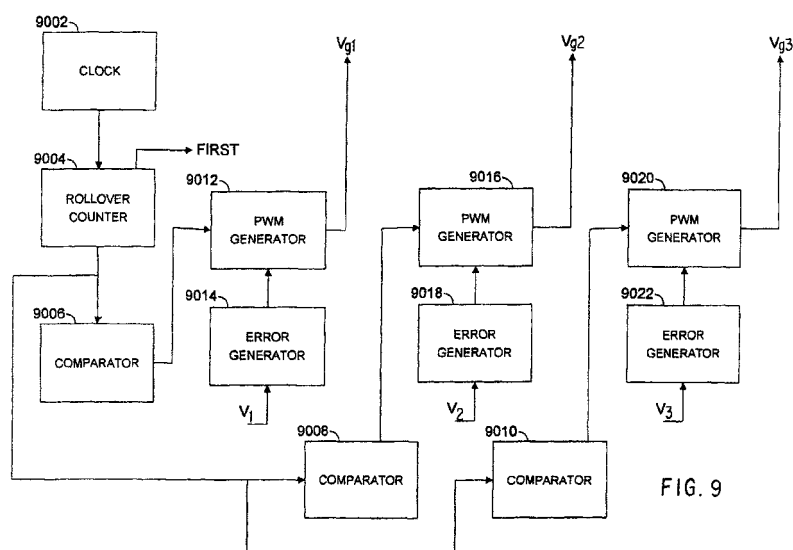 9002
CLOCK
9004
FIRST
ROLLOVER
COUNTER
9006
COMPARATOR
9012
PWM
GENERATOR
Vg1
9014
ERROR
GENERATOR
V1
9008
COMPARATOR
9016
PWM
GENERATOR
Vg2
9018
ERROR
GENERATOR
V2
9010
COMPARATOR
9020
PWM
GENERATOR
Vg3
9022
ERROR
GENERATOR
V3
FIG. 9